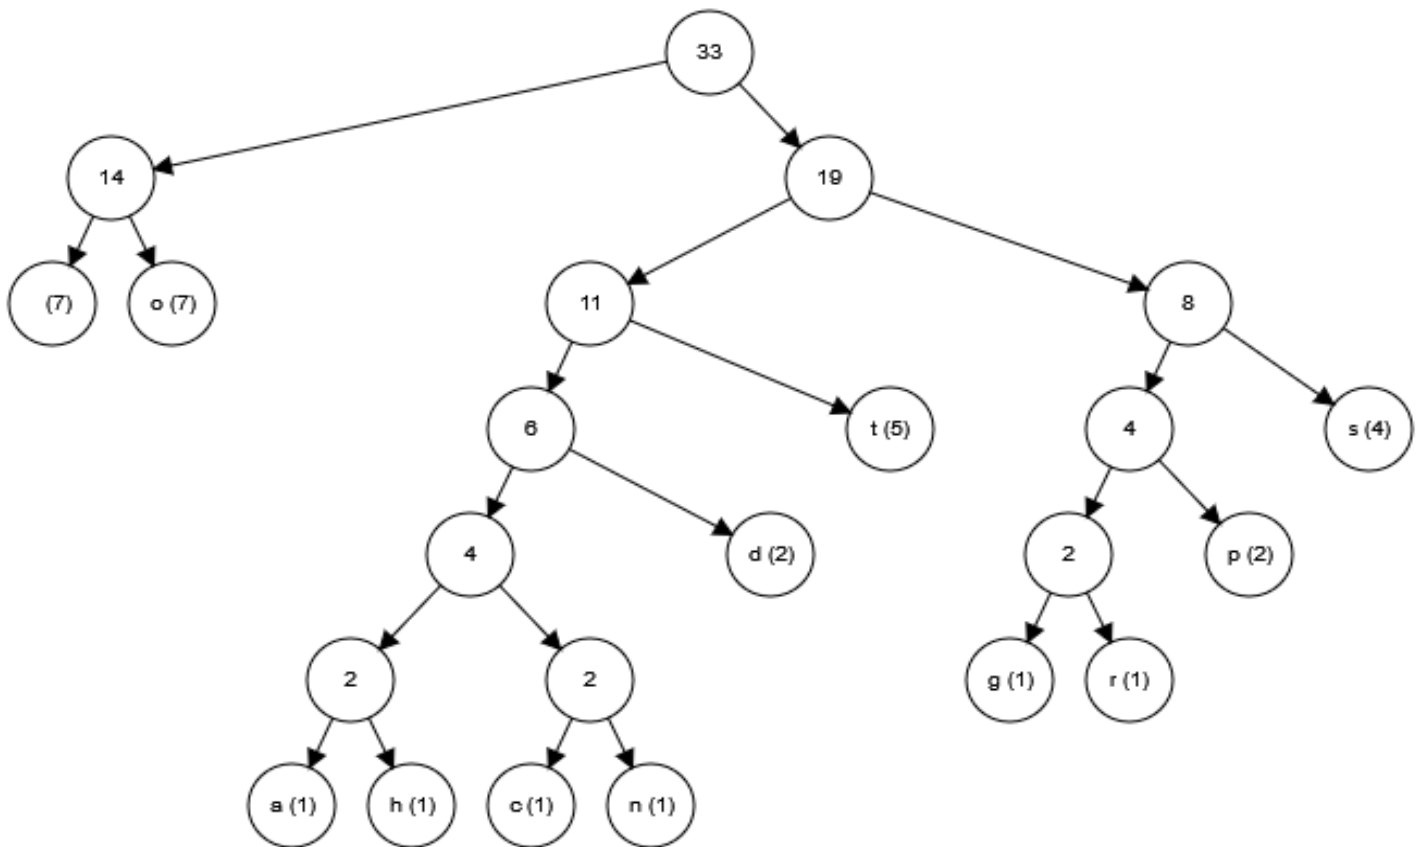 33
14
19
(7)
o (7)
11
8
6
t (5)
4
s (4)
4
d (2)
2
p (2)
2
2
g (1)
r (1)
a (1)
h (1)
c (1)
n (1)